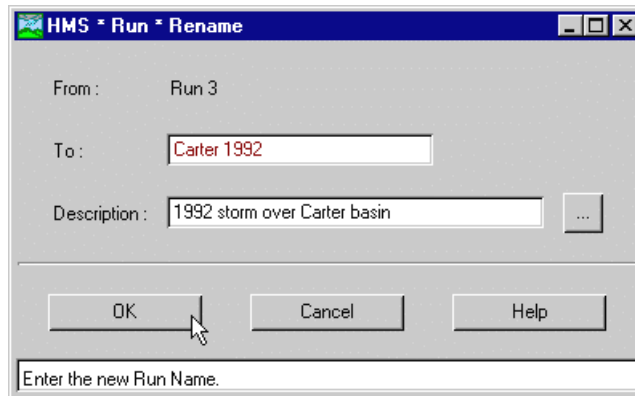 HMS * Run * Rename
From : Run 3
To : Carter 1992
Description : 1992 storm over Carter basin ...
OK Cancel Help
Enter the new Run Name.